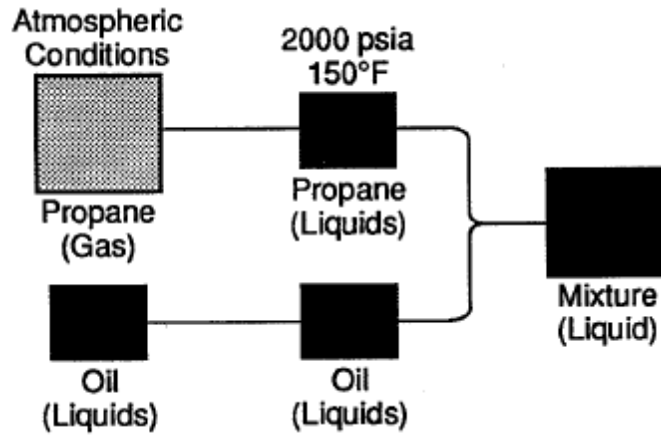 Atmospheric
Conditions
2000 psia
150°F
Propane
(Gas)
Propane
(Liquids)
Mixture
(Liquid)
Oil
(Liquids)
Oil
(Liquids)